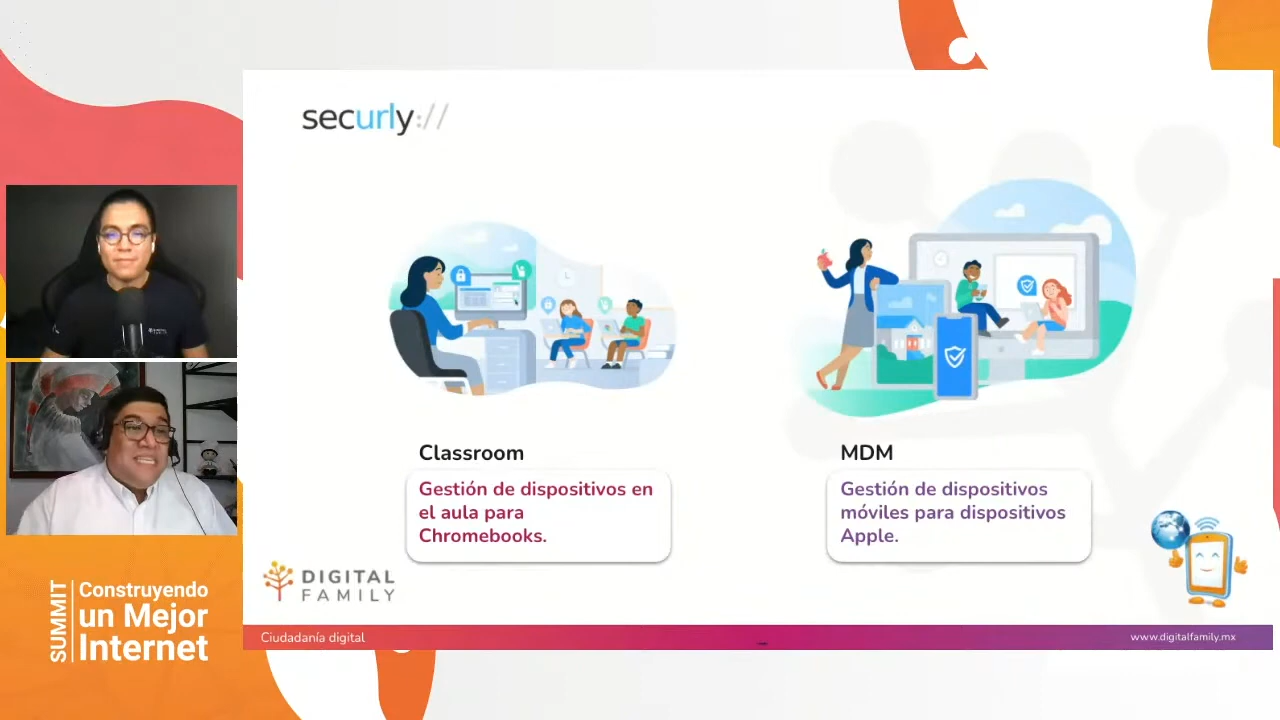 securly://
Classroom
Gestión de dispositivos en
el aula para
Chromebooks.
MDM
Gestión de dispositivos
móviles para dispositivos
Apple.
DIGITAL
FAMILY
Ciudadanía digital
www.digitalfamily.mx
SUMMIT
Construyendo
un Mejor
Internet